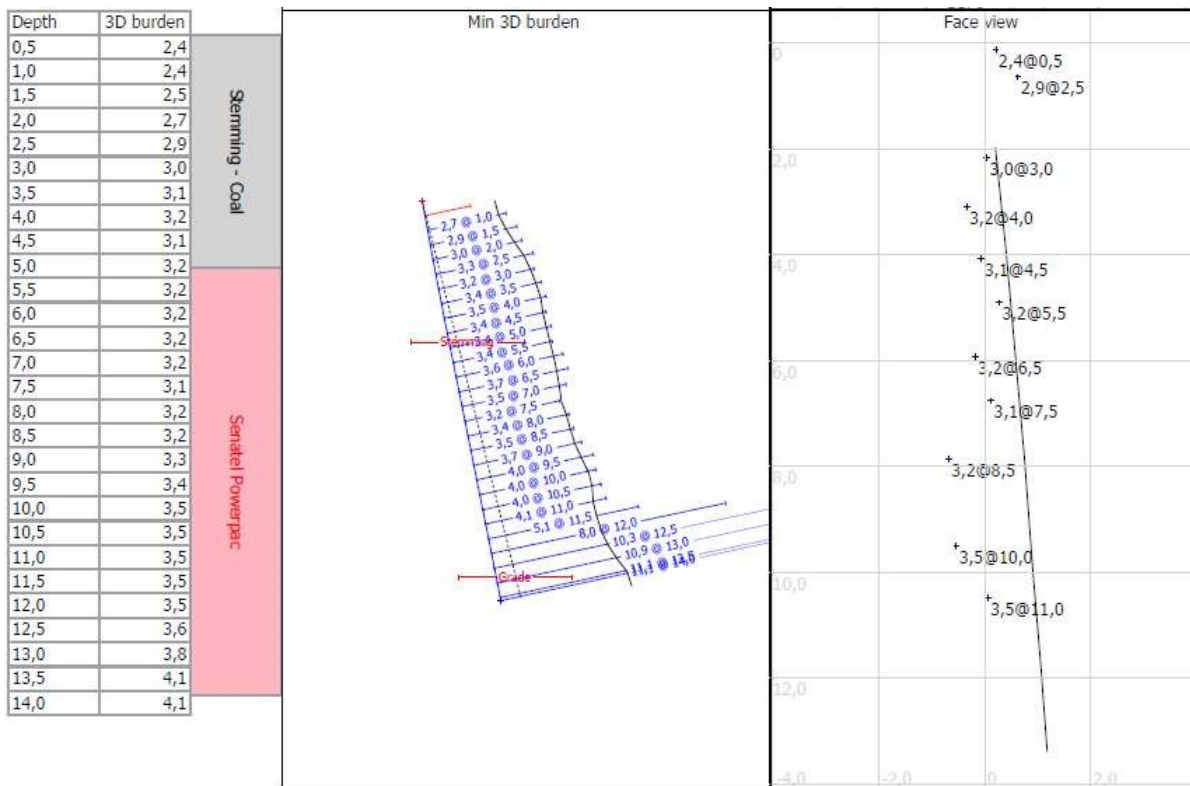 Depth 3D burden
0,5 2,4
1,0 2,4
1,5 2,5
2,0 2,7
2,5 2,9
3,0 3,0
3,5 3,1
4,0 3,2
4,5 3,1
5,0 3,2
5,5 3,2
6,0 3,2
6,5 3,2
7,0 3,2
7,5 3,1
8,0 3,2
8,5 3,2
9,0 3,3
9,5 3,4
10,0 3,5
10,5 3,5
11,0 3,5
11,5 3,5
12,0 3,5
12,5 3,6
13,0 3,8
13,5 4,1
14,0 4,1
Stemming - Coal
Senatel Powerpac
Min 3D burden
2,7 @ 1,0
2,9 @ 1,5
3,0 @ 2,0
3,3 @ 2,5
3,2 @ 3,0
3,4 @ 3,5
3,5 @ 4,0
3,4 @ 4,5
Stemming
3,4 @ 5,0
3,4 @ 5,5
3,6 @ 6,0
3,7 @ 6,5
3,5 @ 7,0
3,2 @ 7,5
3,4 @ 8,0
3,5 @ 8,5
3,7 @ 9,0
4,0 @ 9,5
4,0 @ 10,0
4,0 @ 10,5
4,1 @ 11,0
5,1 @ 11,5
8,0 @ 12,0
10,3 @ 12,5
10,9 @ 13,0
11,1 @ 14,0
Grade
Face view
0
2,4@0,5
2,9@2,5
2,0
3,0@3,0
3,2@4,0
4,0
3,1@4,5
3,2@5,5
6,0
3,2@6,5
3,1@7,5
8,0
3,2@8,5
3,5@10,0
10,0
3,5@11,0
12,0
-4,0 -2,0 0 2,0